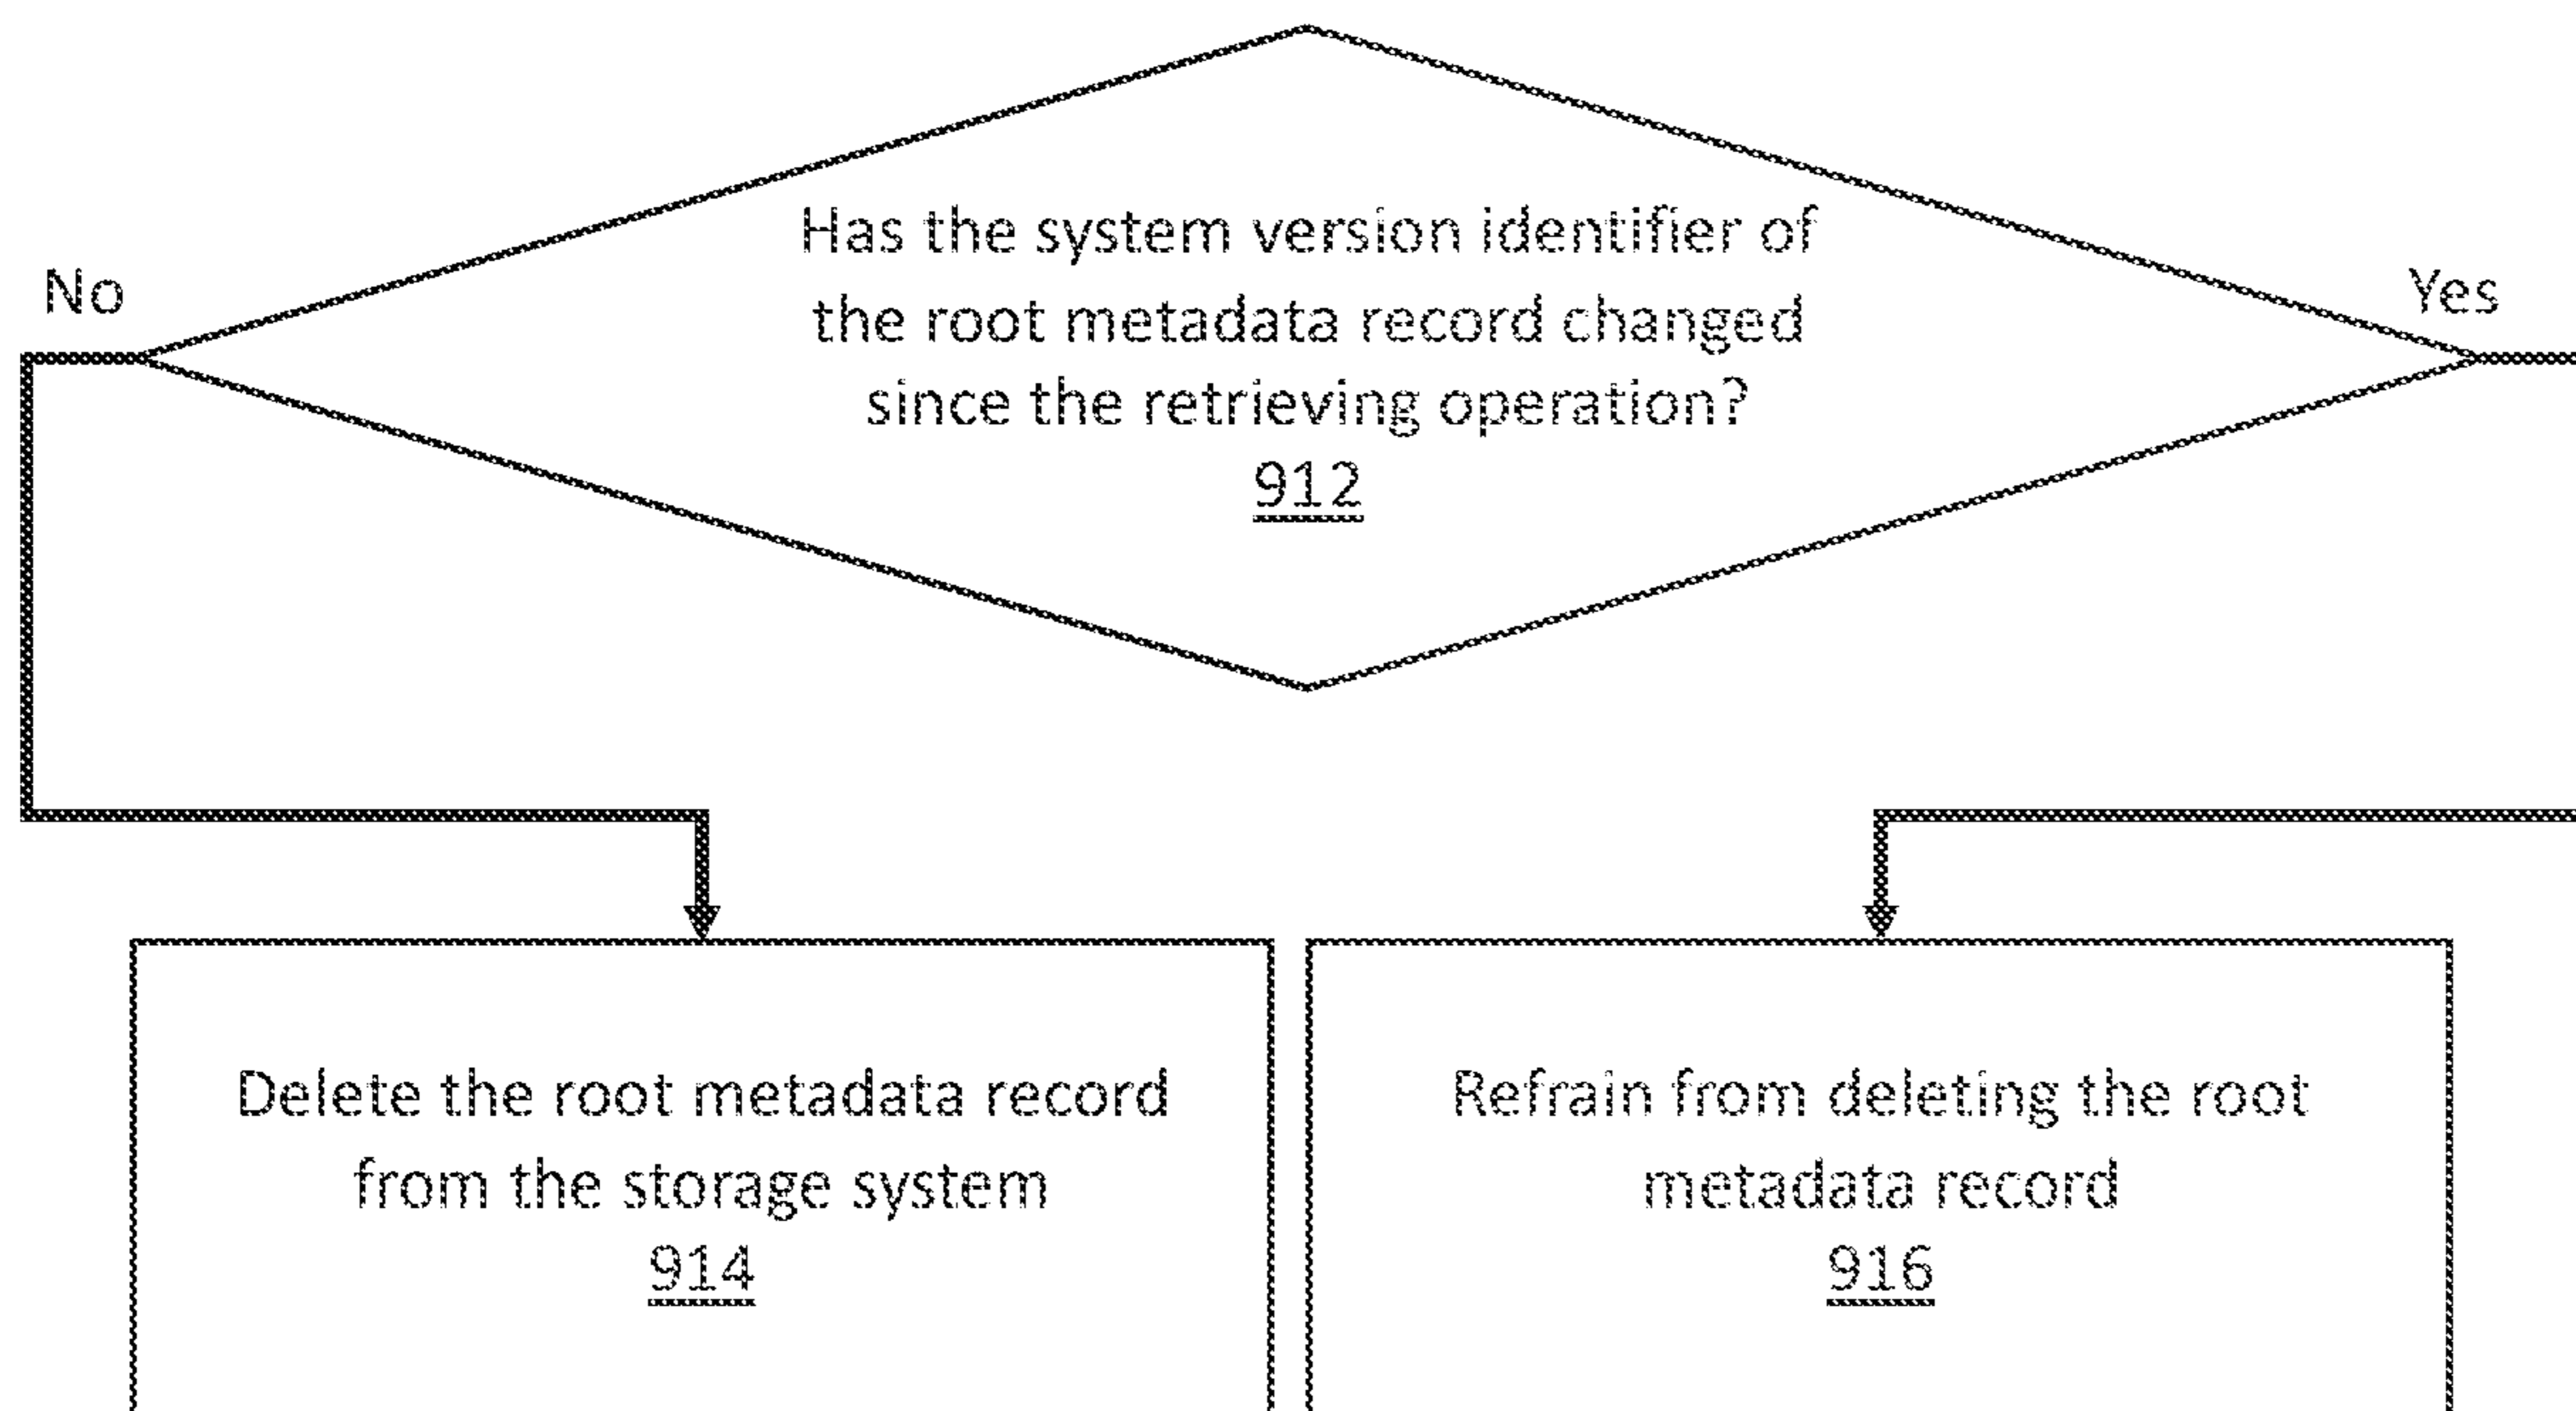 Has the system version identifier of
the root metadata record changed
since the retrieving operation?
912
No
Yes
Delete the root metadata record
from the storage system
914
Refrain from deleting the root
metadata record
916